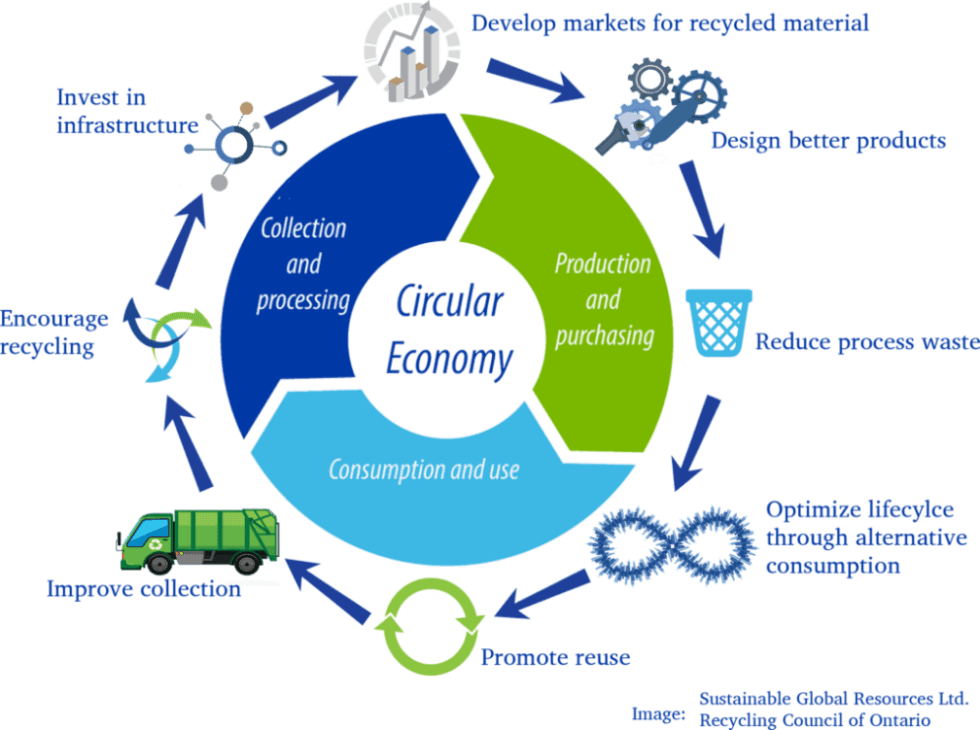 Develop markets for recycled material
Invest in
infrastructure
Design better products
Collection
and
processing
Production
and
purchasing
Circular
Economy
Encourage
recycling
Reduce process waste
Consumption and use
Optimize lifecylce
through alternative
consumption
Improve collection
Promote reuse
Image:
Sustainable Global Resources Ltd.
Recycling Council of Ontario